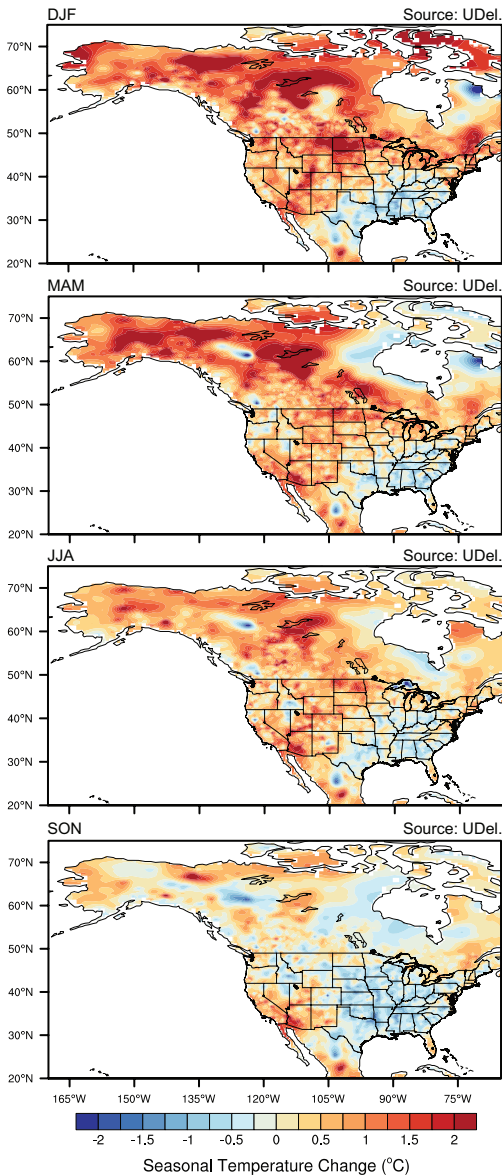 DJF Source: UDel.
70°N
60°N
50°N
40°N
30°N
20°N
MAM Source: UDel.
70°N
60°N
50°N
40°N
30°N
20°N
JJA Source: UDel.
70°N
60°N
50°N
40°N
30°N
20°N
SON Source: UDel.
70°N
60°N
50°N
40°N
30°N
20°N
165°W 150°W 135°W 120°W 105°W 90°W 75°W
-2 -1.5 -1 -0.5 0 0.5 1 1.5 2
Seasonal Temperature Change (°C)